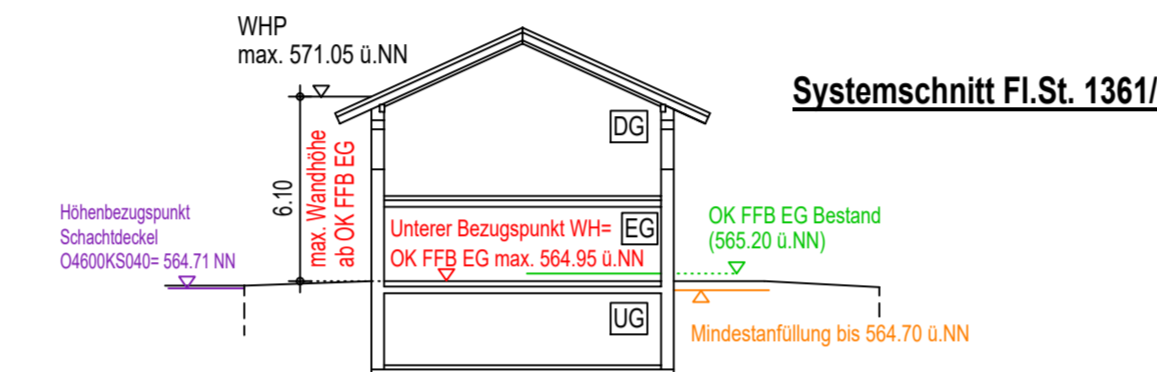 WHP
max. 571.05 ü.NN
Systemschnitt Fl.St. 1361/
DG
6.10
max. Wandhöhe
ab OK FFB EG
Höhenbezugspunkt
Schachtdeckel
O4600KS040= 564.71 NN
Unterer Bezugspunkt WH=
OK FFB EG max. 564.95 ü.NN
EG
OK FFB EG Bestand
(565.20 ü.NN)
UG
Mindestanfüllung bis 564.70 ü.NN